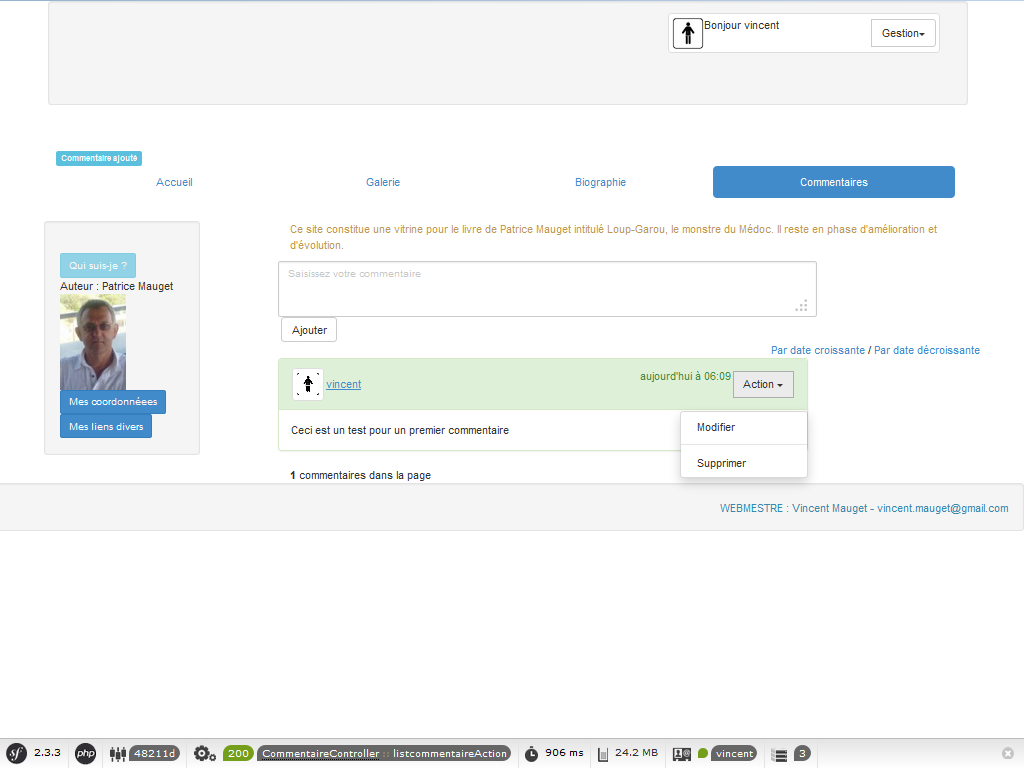 Bonjour vincent
Gestion
Commentaire ajouté
Accueil
Galerie
Biographie
Commentaires
Ce site constitue une vitrine pour le livre de Patrice Mauget intitulé Loup-Garou, le monstre du Médoc. Il reste en phase d'amélioration et
d'évolution.
Qui suis-je ?
Auteur : Patrice Mauget
Mes coordonnéees
Mes liens divers
Saisissez votre commentaire
Ajouter
Par date croissante / Par date décroissante
vincent
aujourd'hui à 06:09
Action
Ceci est un test pour un premier commentaire
Modifier
Supprimer
1 commentaires dans la page
WEBMESTRE : Vincent Mauget - vincent.mauget@gmail.com
sf 2.3.3 php 48211d 200 CommentaireController :: listcommentaireAction 906 ms 24.2 MB vincent 3